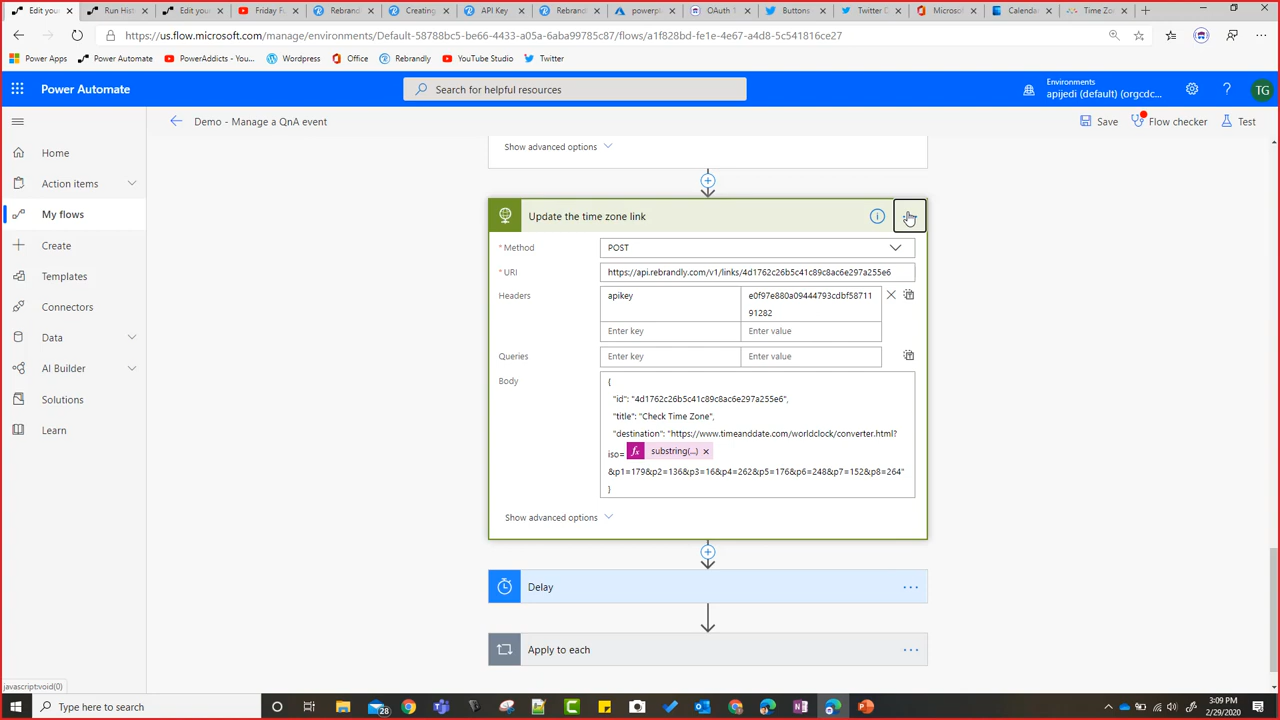 Edit your
Run Hist
Edit your
Friday F
Rebrand
Creating
API Key
Rebrand
powerpl
OAuth T
Buttons
Twitter D
Microso
Calenda
Time Zo
https://us.flow.microsoft.com/manage/environments/Default-58788bc5-be66-4433-a05a-6aba99785c87/flows/a1f828bd-fe1e-4e67-a4d8-5c541816ce27
Power Apps
Power Automate
PowerAddicts - You...
Wordpress
Office
Rebrandly
YouTube Studio
Twitter
Power Automate
Search for helpful resources
Environments
apijedi (default) (orgcdc...
?
TG
Demo - Manage a QnA event
Save
Flow checker
Test
Home
Action items
My flows
Create
Templates
Connectors
Data
AI Builder
Solutions
Learn
Show advanced options
Update the time zone link
* Method
POST
* URI
https://api.rebrandly.com/v1/links/4d1762c26b5c41c89c8ac6e297a255e6
Headers
apikey
e0f97e880a09444793cdbf58711
91282
Enter key
Enter value
Queries
Enter key
Enter value
Body
{
"id": "4d1762c26b5c41c89c8ac6e297a255e6",
"title": "Check Time Zone",
"destination": "https://www.timeanddate.com/worldclock/converter.html?
iso= fx substring(...) x
&p1=179&p2=136&p3=16&p4=262&p5=176&p6=248&p7=152&p8=264"
}
Show advanced options
Delay
Apply to each
javascript:void(0)
Type here to search
28
3:09 PM
2/29/2020